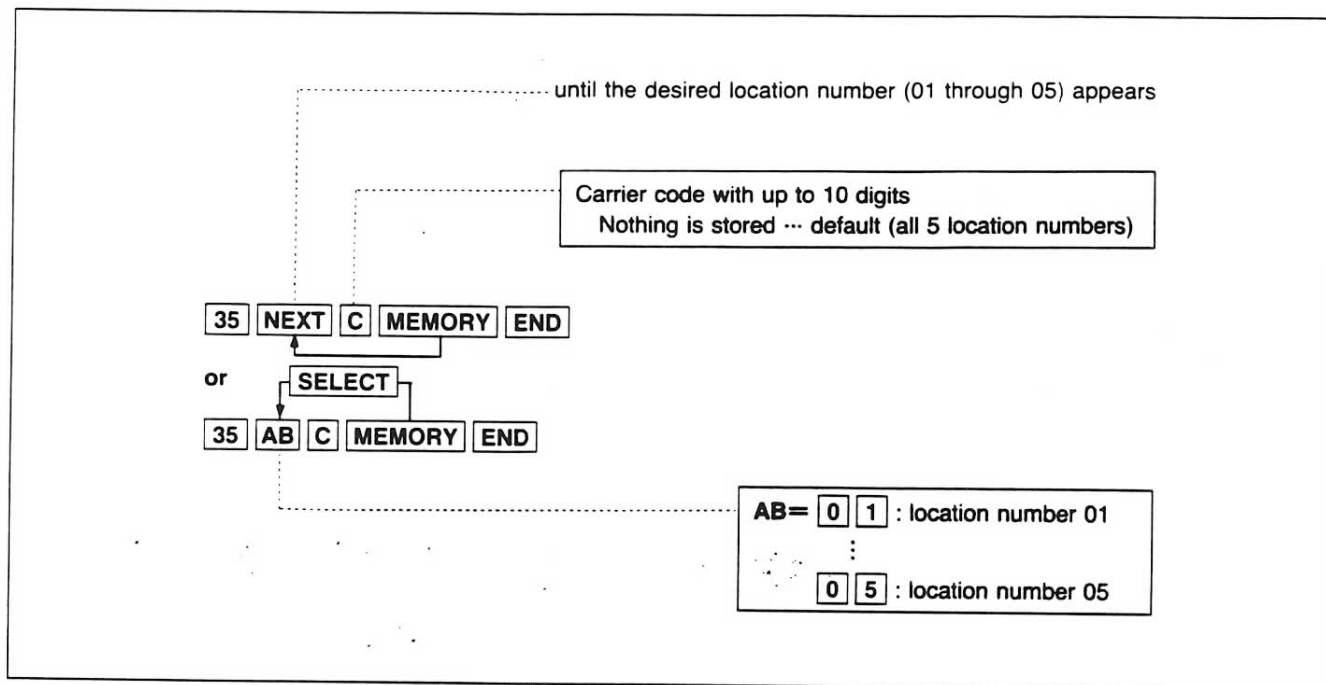 until the desired location number (01 through 05) appears
Carrier code with up to 10 digits
Nothing is stored ··· default (all 5 location numbers)
35 NEXT C MEMORY END
or SELECT
35 AB C MEMORY END
AB= 0 1 : location number 01
⋮
0 5 : location number 05